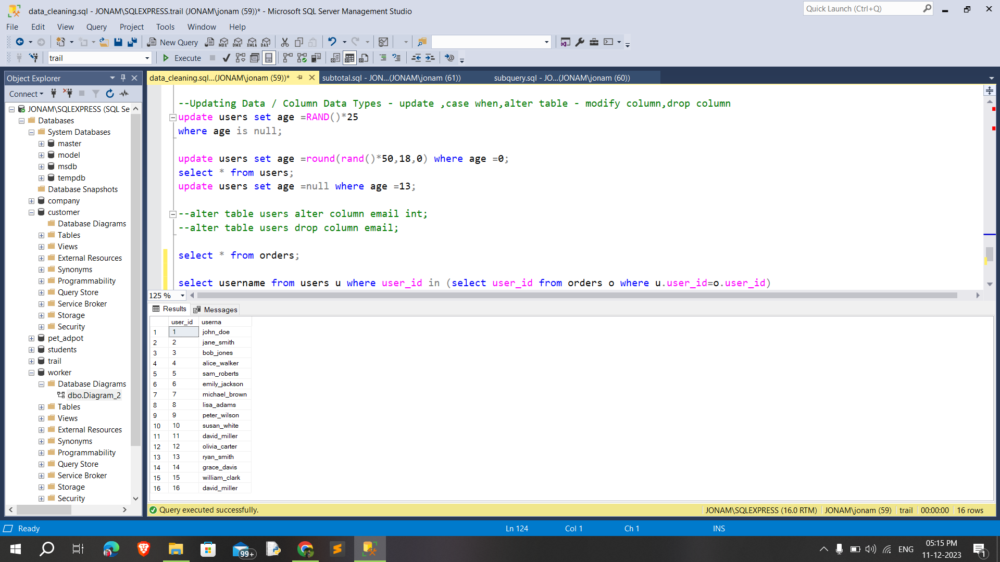 data_cleaning.sql - JONAM\SQLEXPRESS.trail (JONAM\jonam (59))* - Microsoft SQL Server Management Studio
Quick Launch (Ctrl+Q)
File Edit View Query Project Tools Window Help
New Query MDX DMX XMLA DAX
trail Execute
Object Explorer
data_cleaning.sql...(JONAM\jonam (59))* subtotal.sql - JON...(JONAM\jonam (61)) subquery.sql - JO...(JONAM\jonam (60))
Connect
JONAM\SQLEXPRESS (SQL Se
Databases
System Databases
master
model
msdb
tempdb
Database Snapshots
company
customer
Database Diagrams
Tables
Views
External Resources
Synonyms
Programmability
Query Store
Service Broker
Storage
Security
pet_adpot
students
trail
worker
Database Diagrams
dbo.Diagram_2
Tables
Views
External Resources
Synonyms
Programmability
Query Store
Service Broker
Storage
Security
--Updating Data / Column Data Types - update ,case when,alter table - modify column,drop column
update users set age =RAND()*25
where age is null;
update users set age =round(rand()*50,18,0) where age =0;
select * from users;
update users set age =null where age =13;
--alter table users alter column email int;
--alter table users drop column email;
select * from orders;
select username from users u where user_id in (select user_id from orders o where u.user_id=o.user_id)
125 %
Results Messages
user_id userna
1 1 john_doe
2 2 jane_smith
3 3 bob_jones
4 4 alice_walker
5 5 sam_roberts
6 6 emily_jackson
7 7 michael_brown
8 8 lisa_adams
9 9 peter_wilson
10 10 susan_white
11 11 david_miller
12 12 olivia_carter
13 13 ryan_smith
14 14 grace_davis
15 15 william_clark
16 16 david_miller
Query executed successfully. JONAM\SQLEXPRESS (16.0 RTM) JONAM\jonam (59) trail 00:00:00 16 rows
Ready Ln 124 Col 1 Ch 1 INS
99+ ENG 05:15 PM
11-12-2023 1